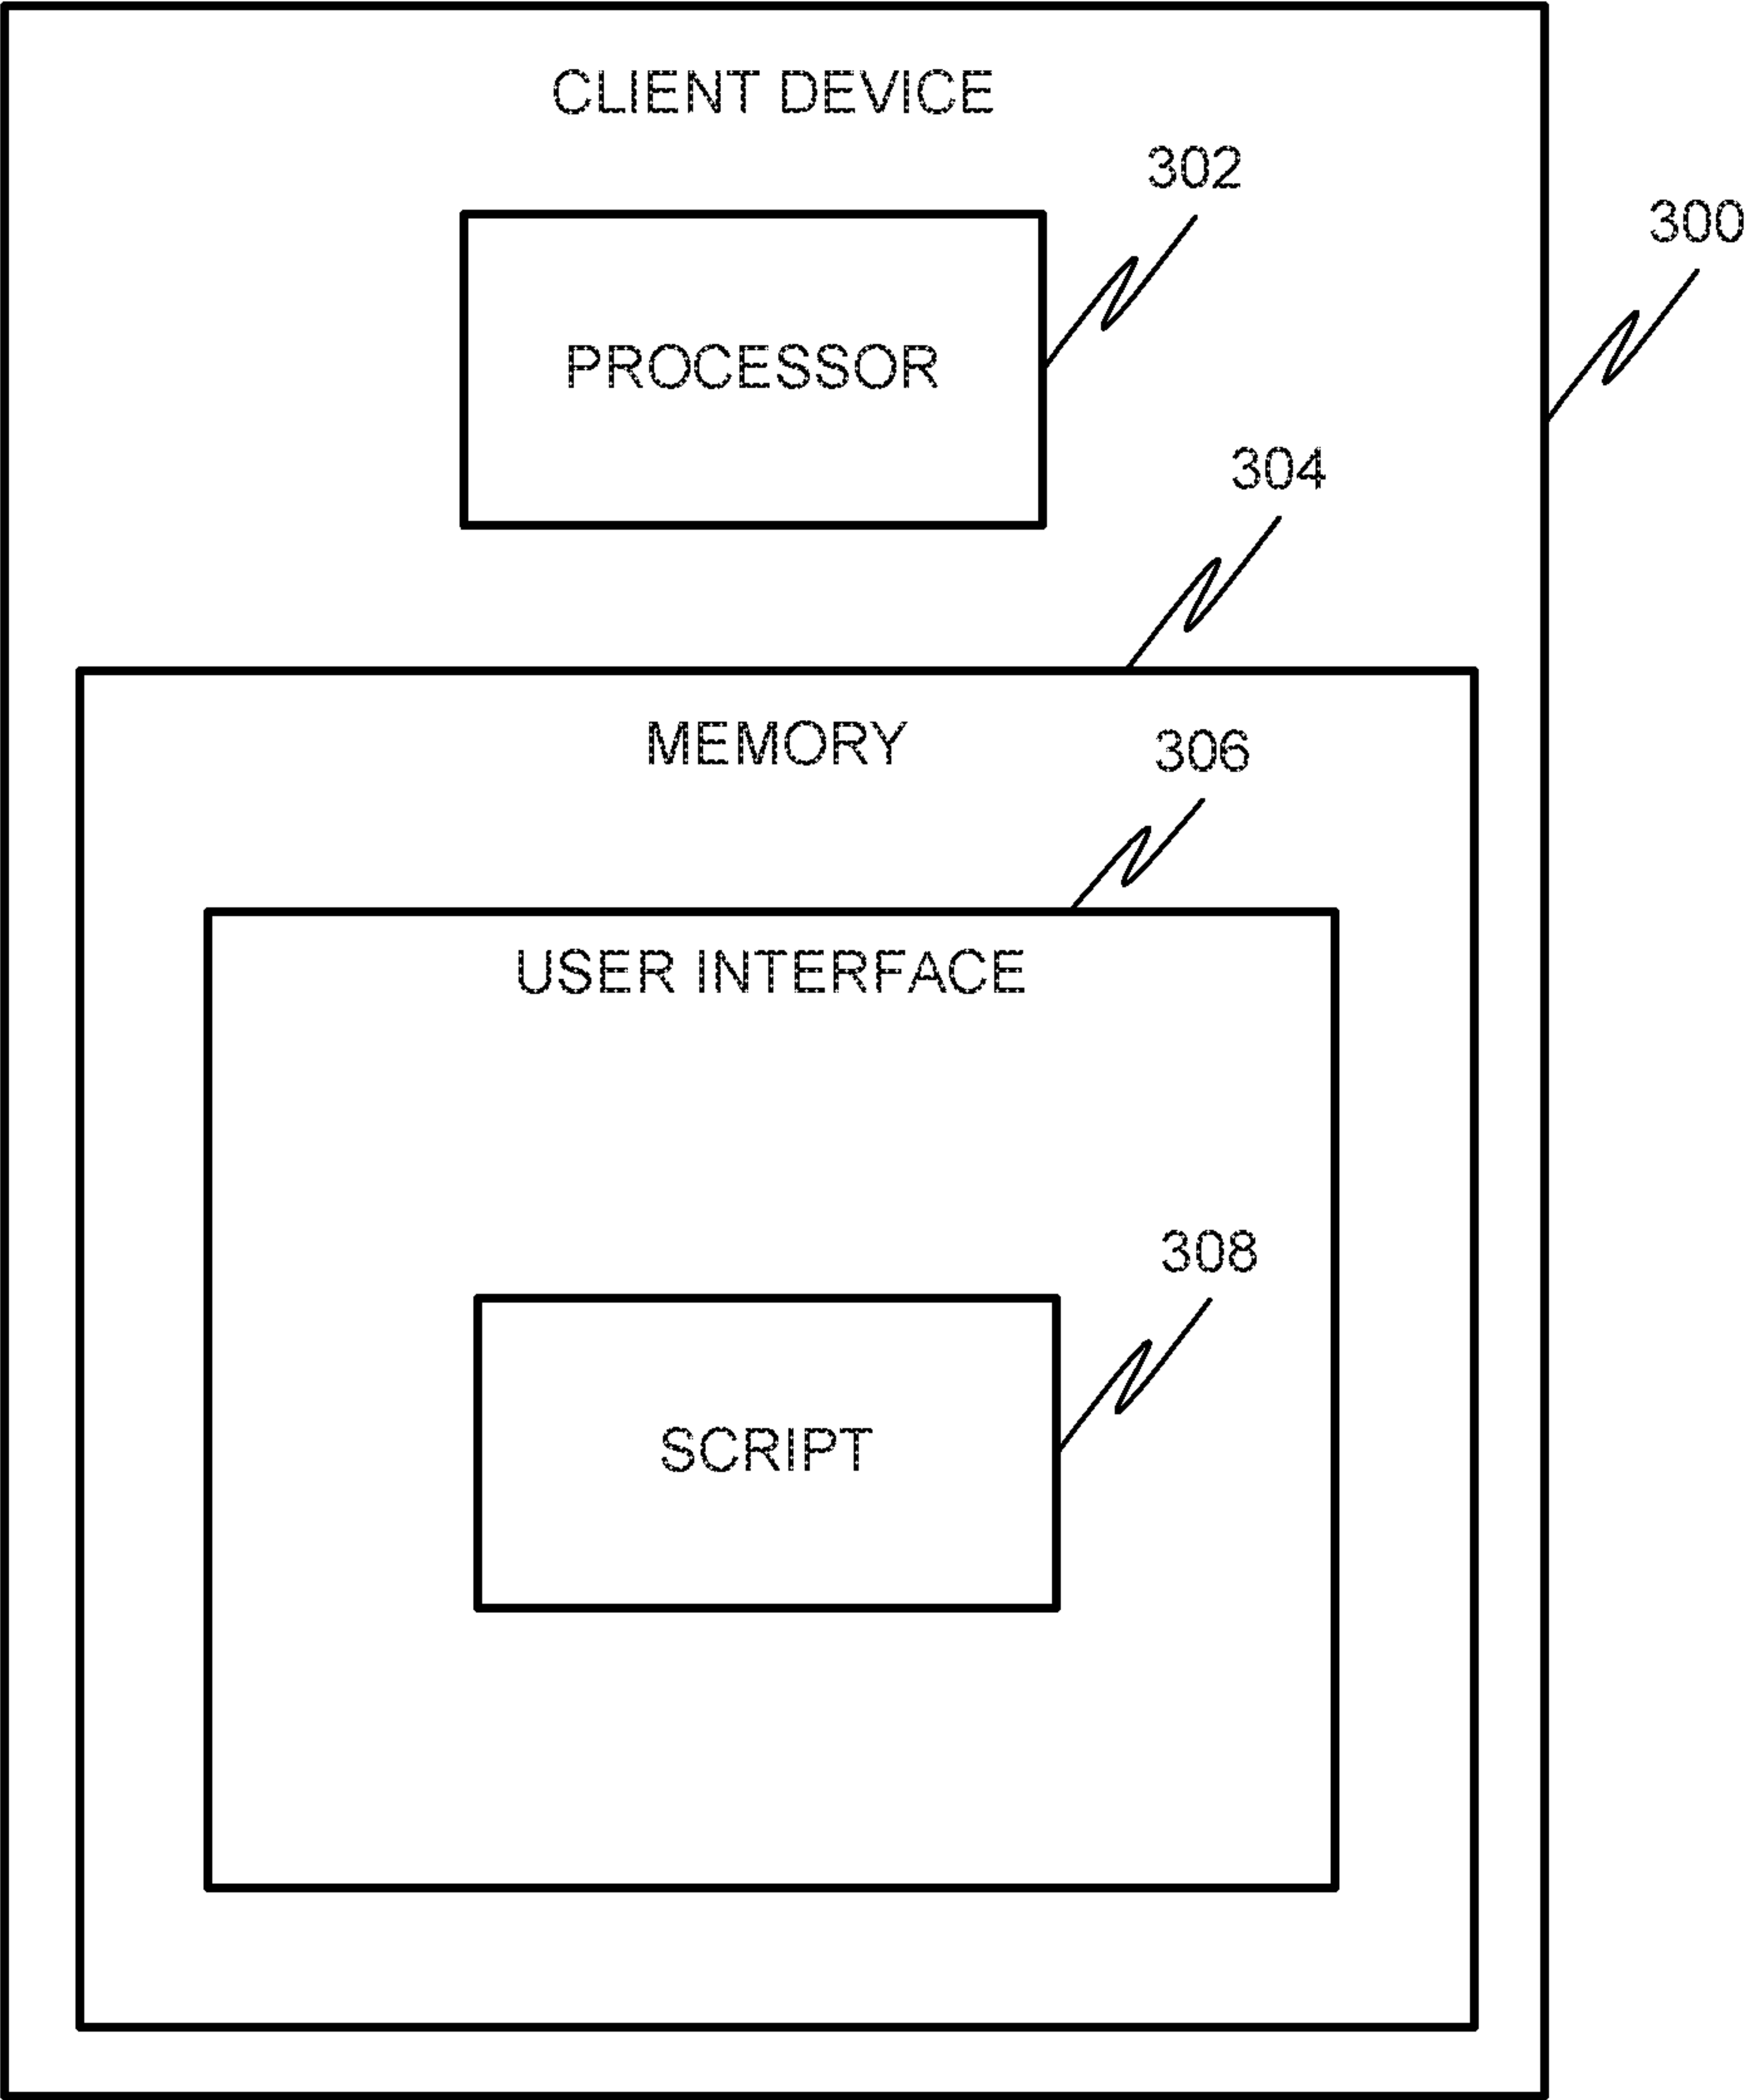 CLIENT DEVICE
302
300
PROCESSOR
304
MEMORY
306
USER INTERFACE
308
SCRIPT